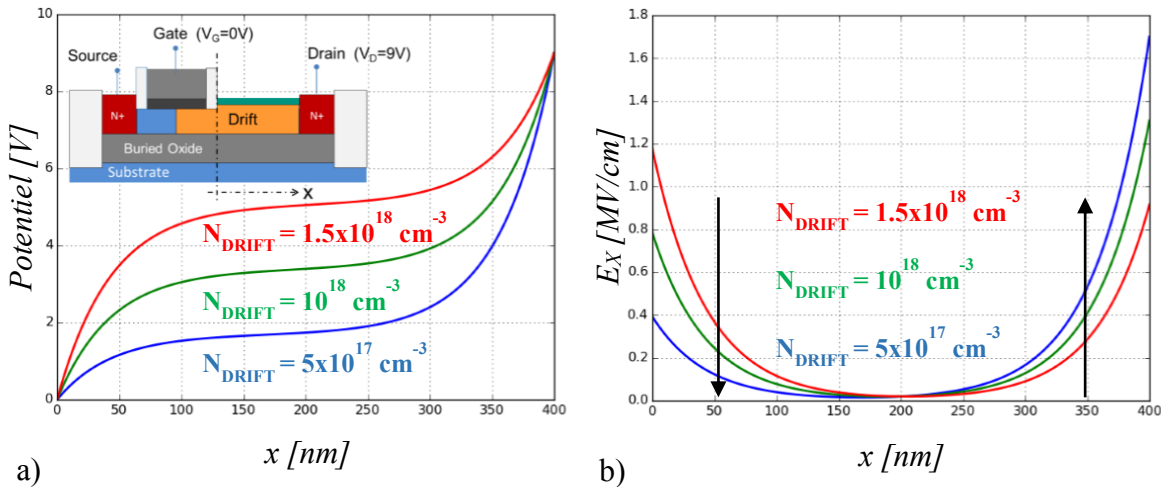 Gate (V_G=0V)
Source
Drain (V_D=9V)
N+
N+
Drift
Buried Oxide
Substrate
X
N_DRIFT = 1.5x10^18 cm^-3
N_DRIFT = 10^18 cm^-3
N_DRIFT = 5x10^17 cm^-3
Potentiel [V]
10
8
6
4
2
0
0 50 100 150 200 250 300 350 400
x [nm]
a)
N_DRIFT = 1.5x10^18 cm^-3
N_DRIFT = 10^18 cm^-3
N_DRIFT = 5x10^17 cm^-3
E_X [MV/cm]
1.8
1.6
1.4
1.2
1.0
0.8
0.6
0.4
0.2
0.0
0 50 100 150 200 250 300 350 400
x [nm]
b)